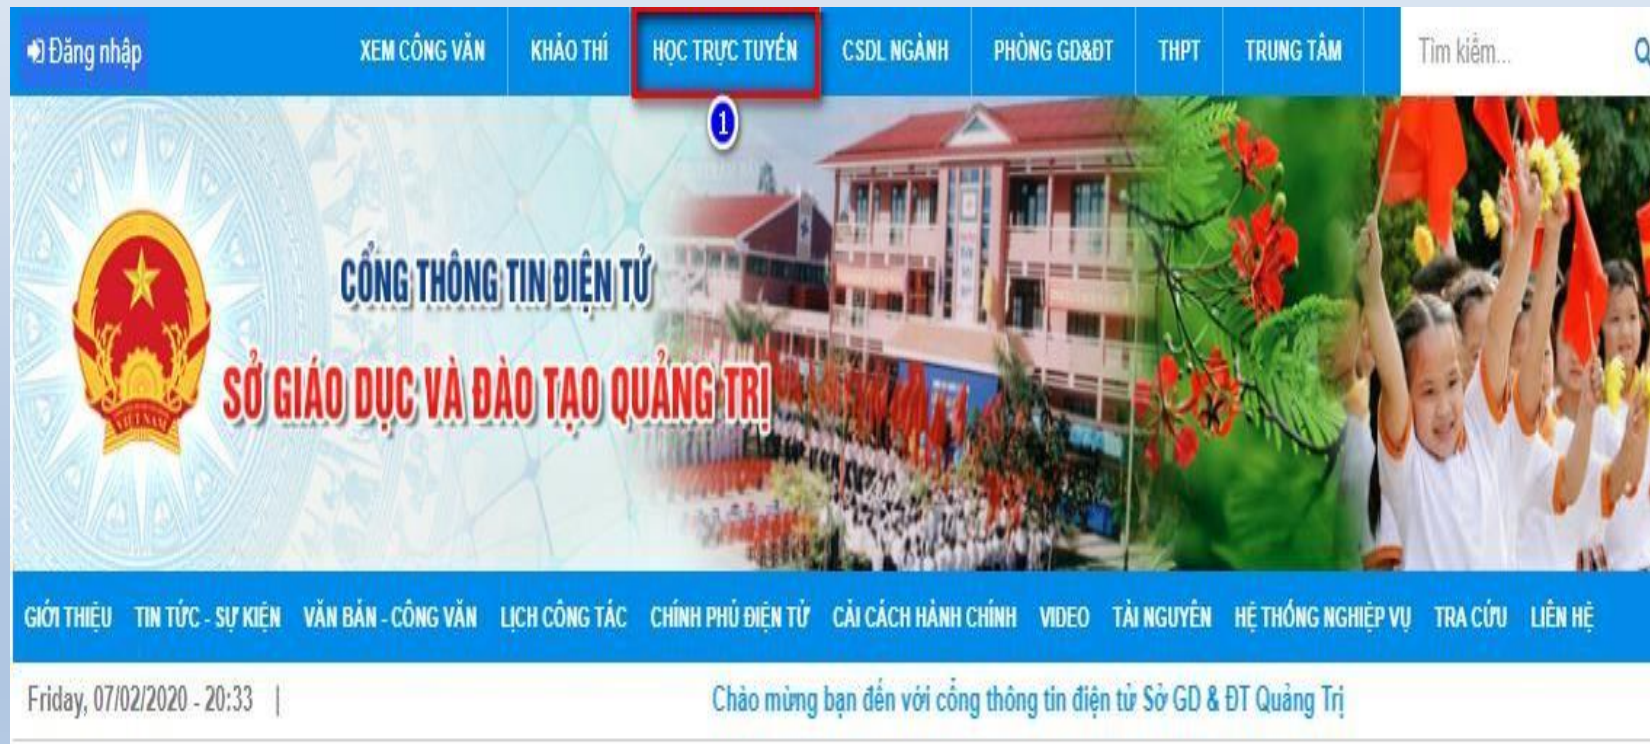 Đăng nhập
XEM CÔNG VĂN
KHẢO THÍ
HỌC TRỰC TUYẾN
CSDL NGÀNH
PHÒNG GD&ĐT
THPT
TRUNG TÂM
Tìm kiếm...
1
CỔNG THÔNG TIN ĐIỆN TỬ
SỞ GIÁO DỤC VÀ ĐÀO TẠO QUẢNG TRỊ
VIỆT NAM
GIỚI THIỆU
TIN TỨC - SỰ KIỆN
VĂN BẢN - CÔNG VĂN
LỊCH CÔNG TÁC
CHÍNH PHỦ ĐIỆN TỬ
CẢI CÁCH HÀNH CHÍNH
VIDEO
TÀI NGUYÊN
HỆ THỐNG NGHIỆP VỤ
TRA CỨU
LIÊN HỆ
Friday, 07/02/2020 - 20:33 |
Chào mừng bạn đến với cổng thông tin điện tử Sở GD & ĐT Quảng Trị